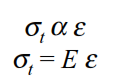 σₜ α ε
σₜ = E ε